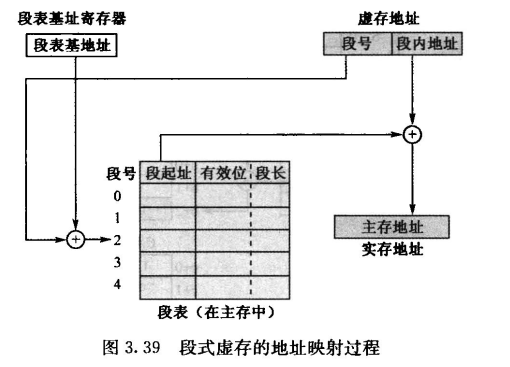 段表基址寄存器
段表基地址
虚存地址
段号 段内地址
段号 段起址 有效位 段长
0
1
2
3
4
段表（在主存中）
主存地址
实存地址
图 3.39 段式虚存的地址映射过程